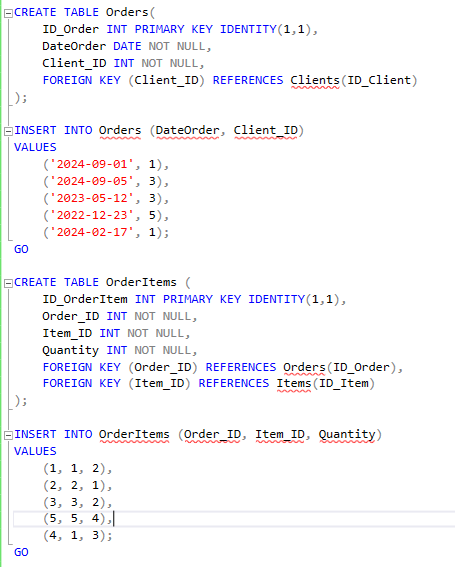 CREATE TABLE Orders(
    ID_Order INT PRIMARY KEY IDENTITY(1,1),
    DateOrder DATE NOT NULL,
    Client_ID INT NOT NULL,
    FOREIGN KEY (Client_ID) REFERENCES Clients(ID_Client)
);
INSERT INTO Orders (DateOrder, Client_ID)
VALUES
    ('2024-09-01', 1),
    ('2024-09-05', 3),
    ('2023-05-12', 3),
    ('2022-12-23', 5),
    ('2024-02-17', 1);
GO
CREATE TABLE OrderItems (
    ID_OrderItem INT PRIMARY KEY IDENTITY(1,1),
    Order_ID INT NOT NULL,
    Item_ID INT NOT NULL,
    Quantity INT NOT NULL,
    FOREIGN KEY (Order_ID) REFERENCES Orders(ID_Order),
    FOREIGN KEY (Item_ID) REFERENCES Items(ID_Item)
);
INSERT INTO OrderItems (Order_ID, Item_ID, Quantity)
VALUES
    (1, 1, 2),
    (2, 2, 1),
    (3, 3, 2),
    (5, 5, 4),
    (4, 1, 3);
GO